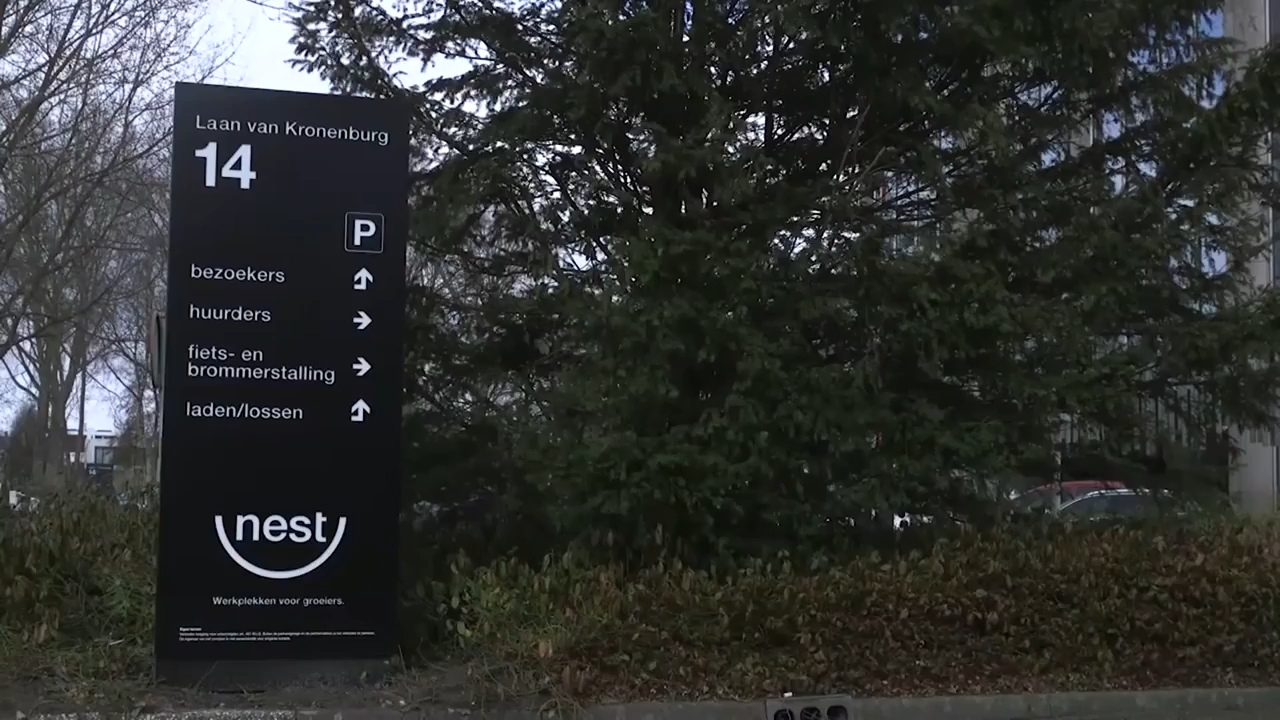 Laan van Kronenburg
14
P
bezoekers
huurders
fiets- en
brommerstalling
laden/lossen
nest
Werkplekken voor groeiers.